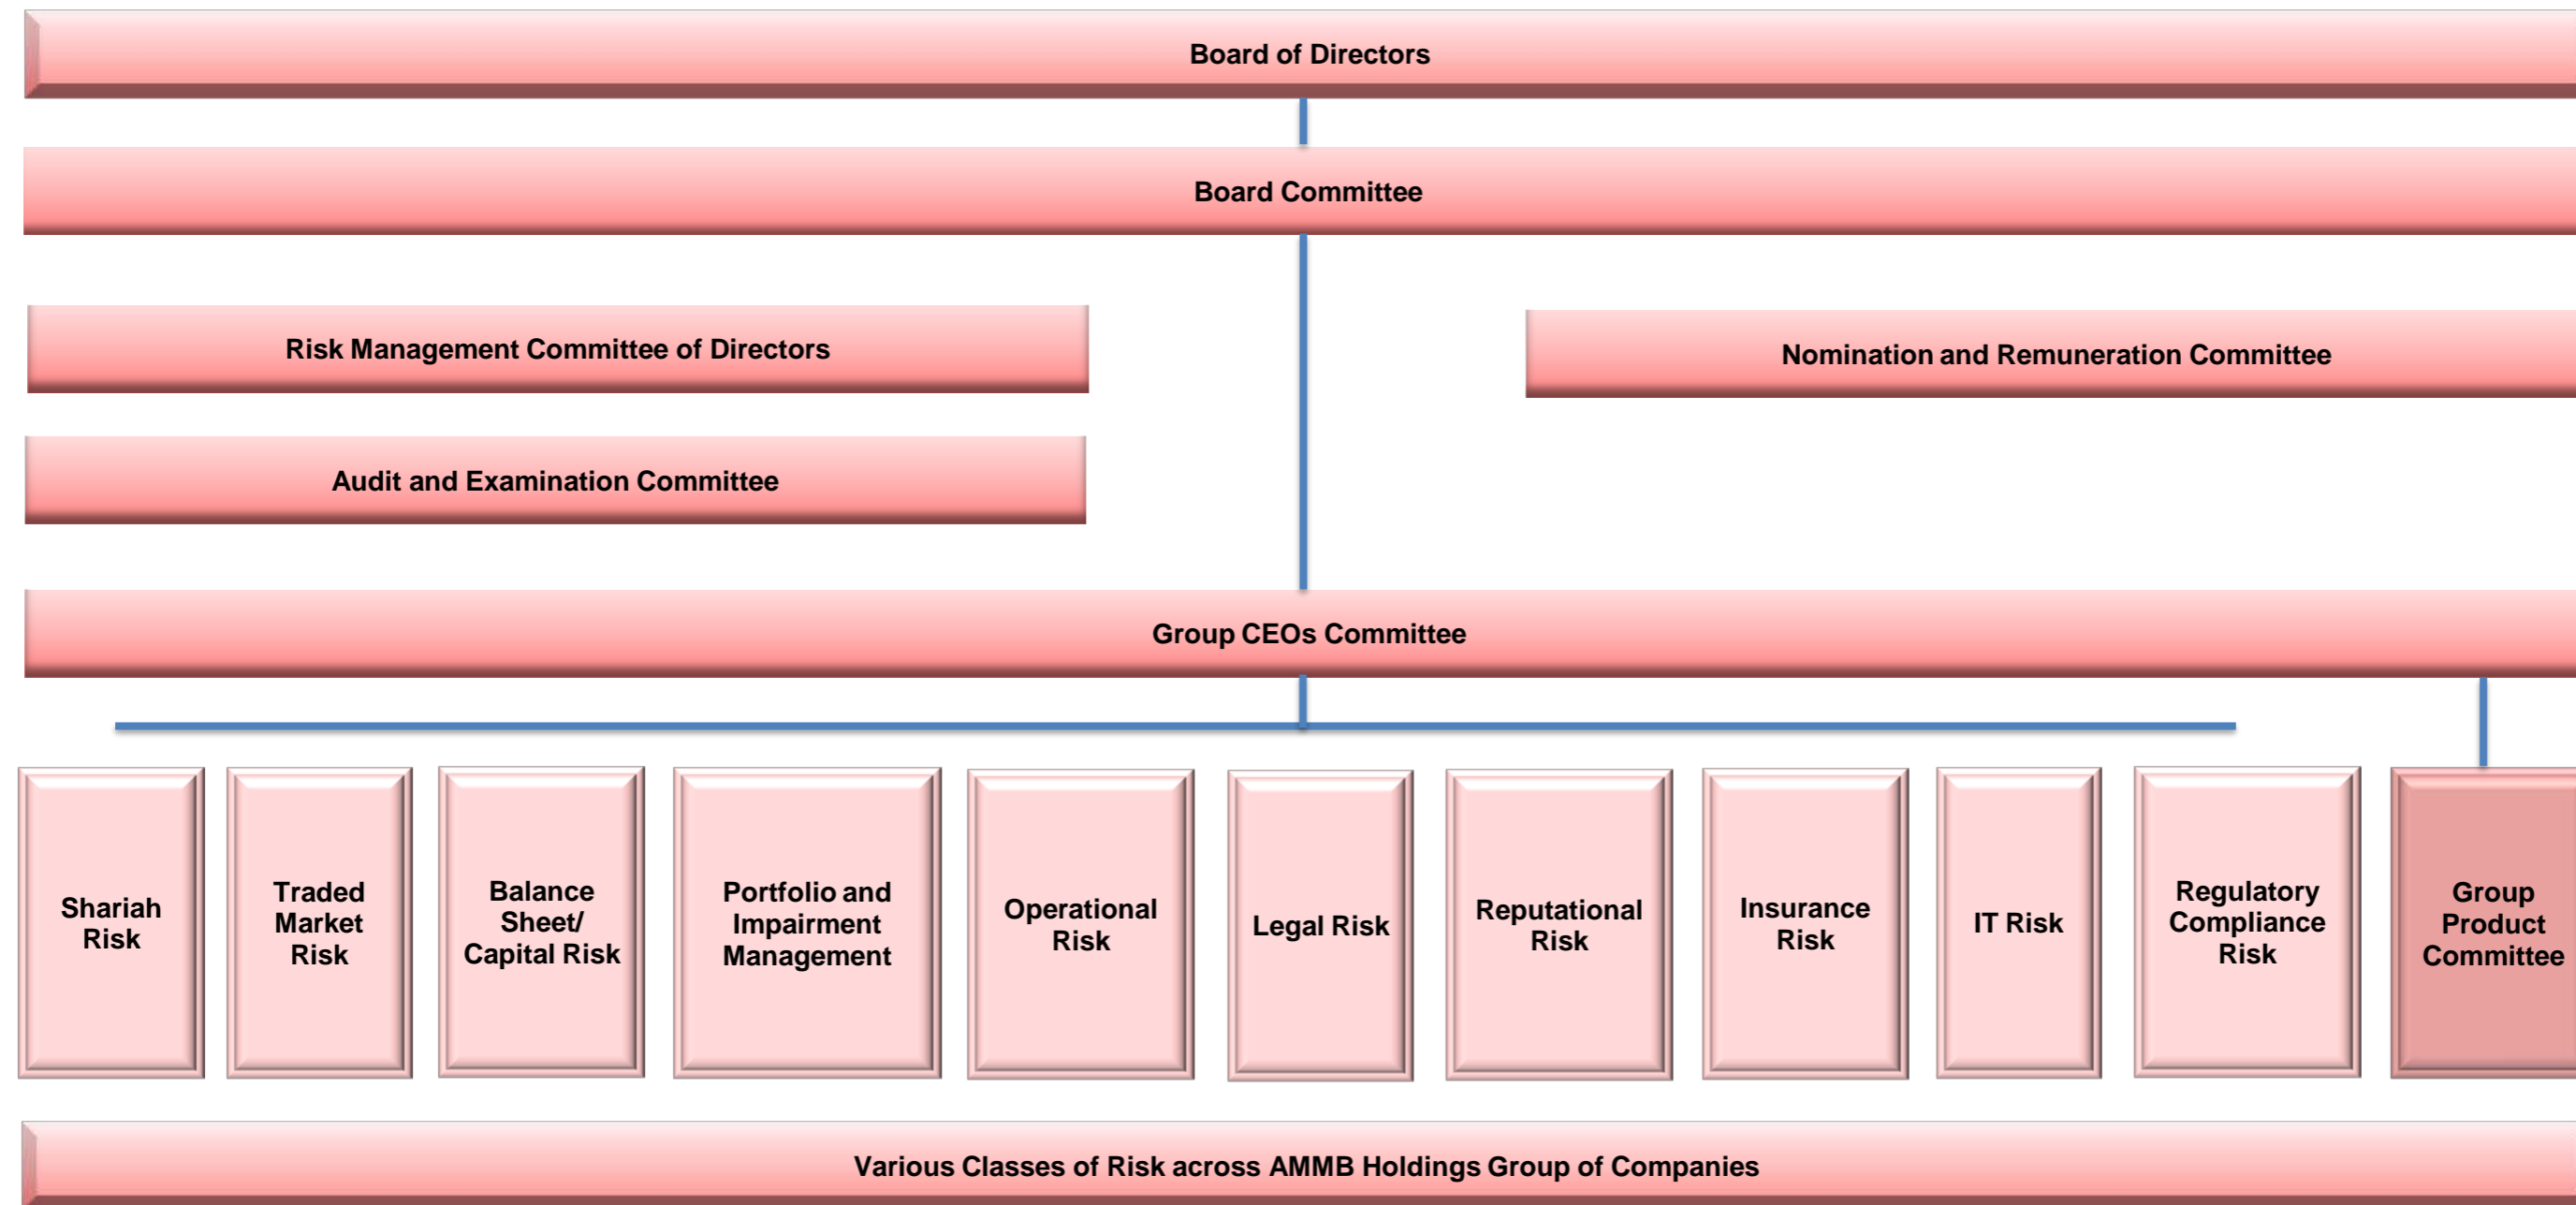 Board of Directors
Board Committee
Risk Management Committee of Directors
Nomination and Remuneration Committee
Audit and Examination Committee
Group CEOs Committee
Shariah
Risk
Traded
Market
Risk
Balance
Sheet/
Capital Risk
Portfolio and
Impairment
Management
Operational
Risk
Legal Risk
Reputational
Risk
Insurance
Risk
IT Risk
Regulatory
Compliance
Risk
Group
Product
Committee
Various Classes of Risk across AMMB Holdings Group of Companies